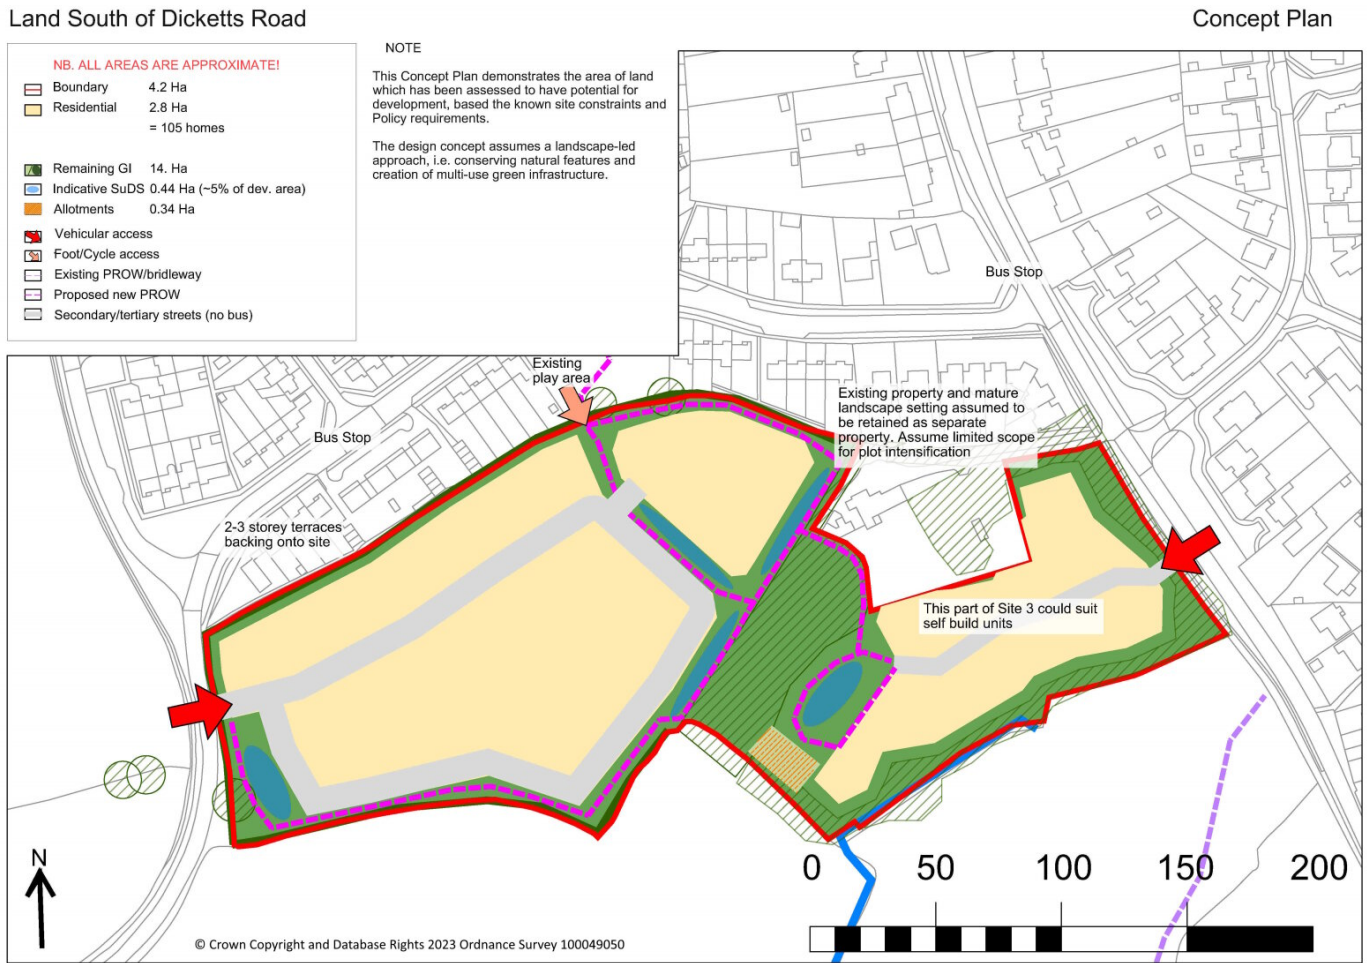 Land South of Dicketts Road
Concept Plan
NB. ALL AREAS ARE APPROXIMATE!
Boundary 4.2 Ha
Residential 2.8 Ha
= 105 homes
Remaining GI 14. Ha
Indicative SuDS 0.44 Ha (~5% of dev. area)
Allotments 0.34 Ha
Vehicular access
Foot/Cycle access
Existing PROW/bridleway
Proposed new PROW
Secondary/tertiary streets (no bus)
NOTE
This Concept Plan demonstrates the area of land
which has been assessed to have potential for
development, based the known site constraints and
Policy requirements.
The design concept assumes a landscape-led
approach, i.e. conserving natural features and
creation of multi-use green infrastructure.
Bus Stop
Existing
play area
Existing property and mature
landscape setting assumed to
be retained as separate
property. Assume limited scope
for plot intensification
Bus Stop
2-3 storey terraces
backing onto site
This part of Site 3 could suit
self build units
N
0 50 100 150 200
© Crown Copyright and Database Rights 2023 Ordnance Survey 100049050